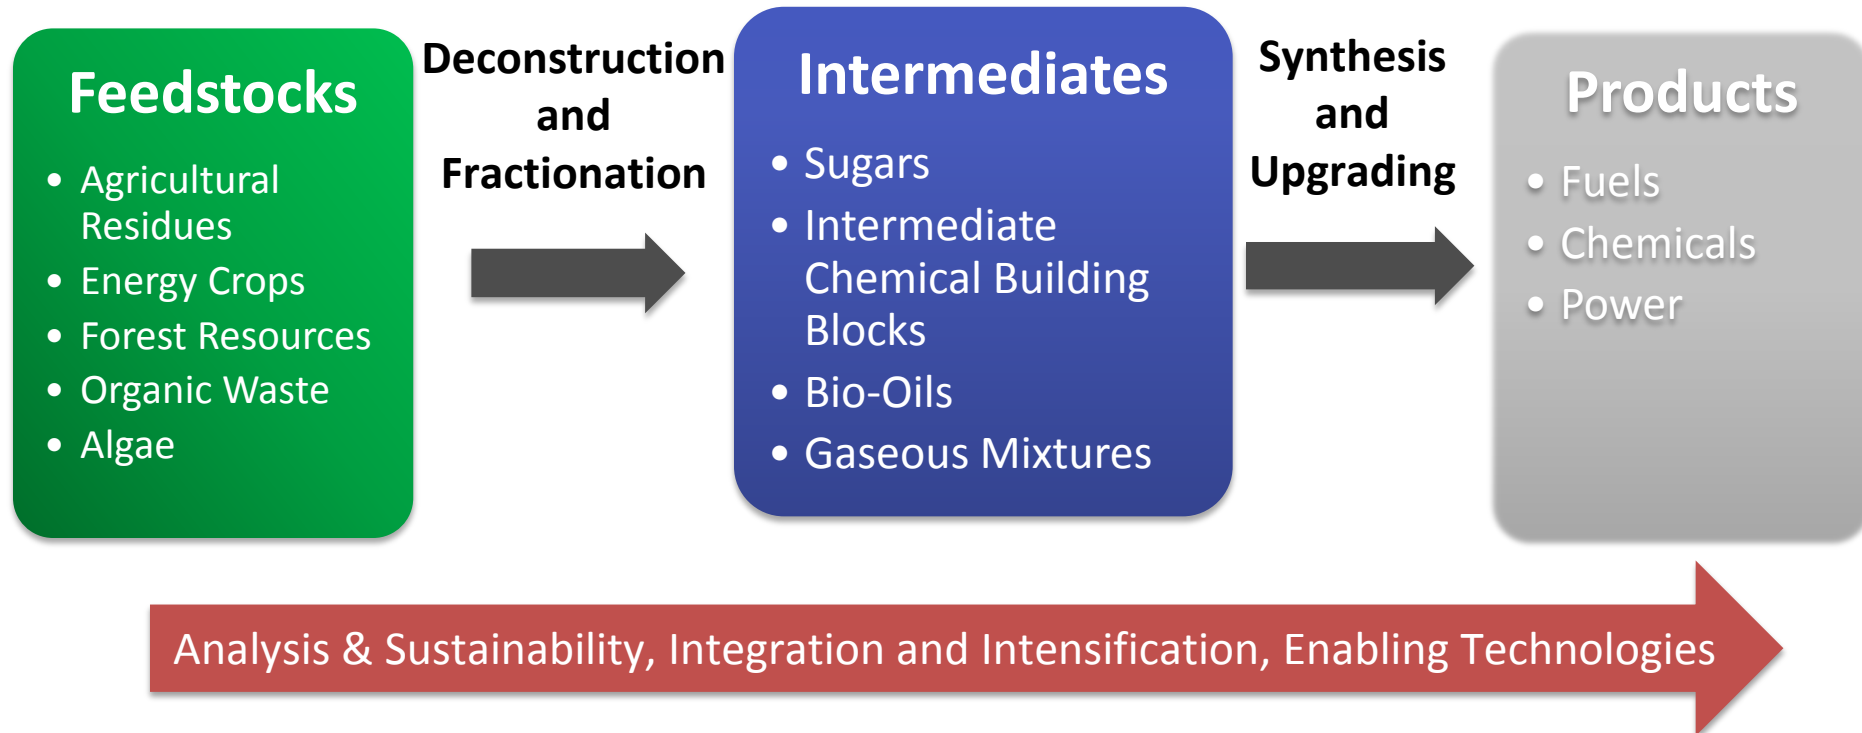 Feedstocks
• Agricultural
Residues
• Energy Crops
• Forest Resources
• Organic Waste
• Algae
Deconstruction
and
Fractionation
Intermediates
• Sugars
• Intermediate
Chemical Building
Blocks
• Bio-Oils
• Gaseous Mixtures
Synthesis
and
Upgrading
Products
• Fuels
• Chemicals
• Power
Analysis & Sustainability, Integration and Intensification, Enabling Technologies